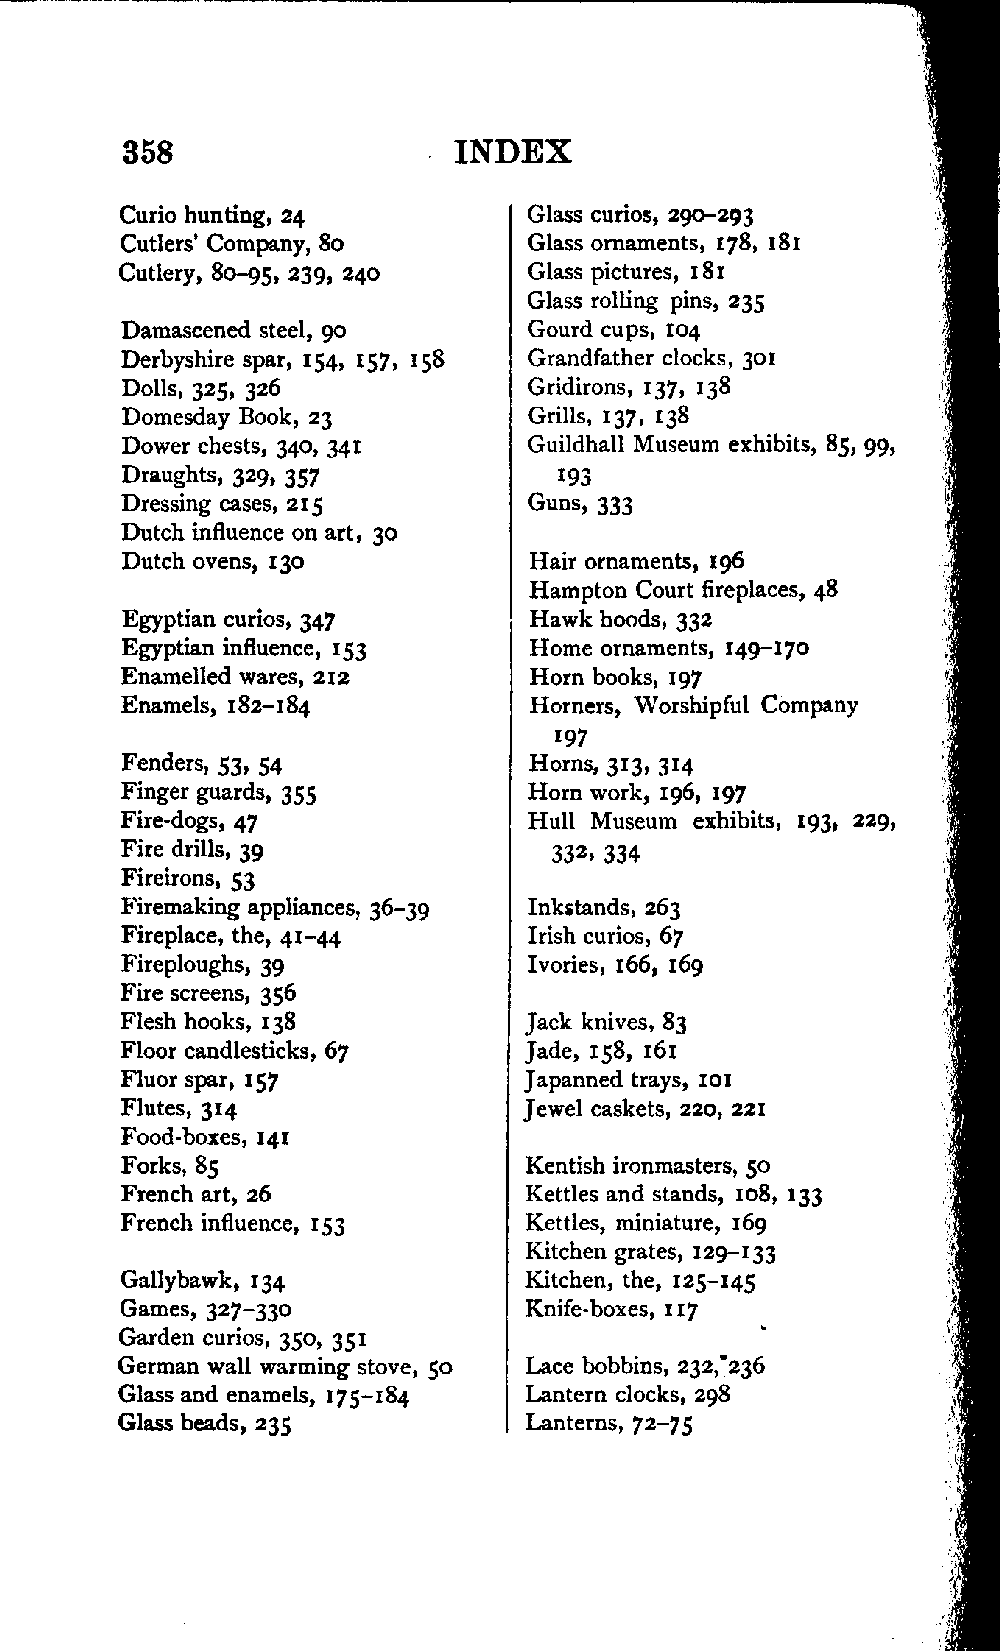 358
INDEX
Curio hunting, 24
Cutlers' Company, 80
Cutlery, 80–95, 239, 240
Damascened steel, 90
Derbyshire spar, 154, 157, 158
Dolls, 325, 326
Domesday Book, 23
Dower chests, 340, 341
Draughts, 329, 357
Dressing cases, 215
Dutch influence on art, 30
Dutch ovens, 130
Egyptian curios, 347
Egyptian influence, 153
Enamelled wares, 212
Enamels, 182–184
Fenders, 53, 54
Finger guards, 355
Fire-dogs, 47
Fire drills, 39
Fireirons, 53
Firemaking appliances, 36–39
Fireplace, the, 41–44
Fireploughs, 39
Fire screens, 356
Flesh hooks, 138
Floor candlesticks, 67
Fluor spar, 157
Flutes, 314
Food-boxes, 141
Forks, 85
French art, 26
French influence, 153
Gallybawk, 134
Games, 327–330
Garden curios, 350, 351
German wall warming stove, 50
Glass and enamels, 175–184
Glass beads, 235
Glass curios, 290–293
Glass ornaments, 178, 181
Glass pictures, 181
Glass rolling pins, 235
Gourd cups, 104
Grandfather clocks, 301
Gridirons, 137, 138
Grills, 137, 138
Guildhall Museum exhibits, 85, 99,
193
Guns, 333
Hair ornaments, 196
Hampton Court fireplaces, 48
Hawk hoods, 332
Home ornaments, 149–170
Horn books, 197
Horners, Worshipful Company
197
Horns, 313, 314
Horn work, 196, 197
Hull Museum exhibits, 193, 229,
332, 334
Inkstands, 263
Irish curios, 67
Ivories, 166, 169
Jack knives, 83
Jade, 158, 161
Japanned trays, 101
Jewel caskets, 220, 221
Kentish ironmasters, 50
Kettles and stands, 108, 133
Kettles, miniature, 169
Kitchen grates, 129–133
Kitchen, the, 125–145
Knife-boxes, 117
Lace bobbins, 232, 236
Lantern clocks, 298
Lanterns, 72–75